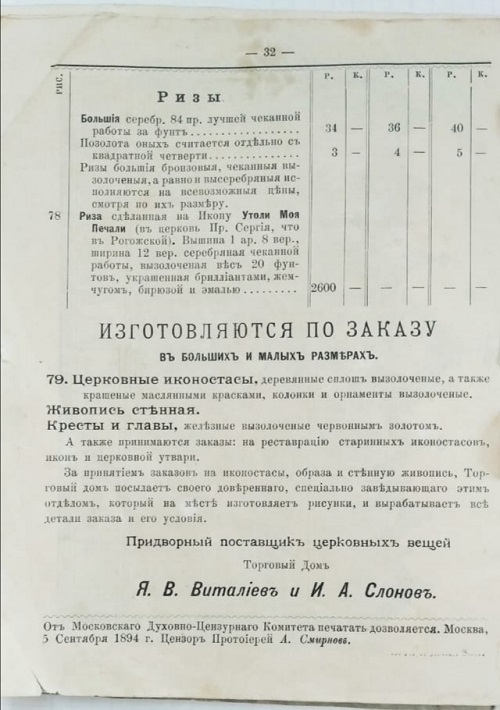 — 32 —
РИС.
Р. К. Р. К. Р. К.
Ризы
Большія серебр. 84 пр. лучшей чеканной
работы за фунтъ 34 — 36 — 40 —
Позолота оныхъ считается отдѣльно съ
квадратной четверти 3 — 4 — 5 —
Ризы большія бронзовыя, чеканныя вы-
золоченыя, а равно и высеребряныя ис-
полняются на всевозможныя цѣны,
смотря по ихъ размѣру.
78 Риза сдѣланная на Икону Утоли Моя
Печали (въ церковь Пр. Сергія, что
въ Рогожской). Вышина 1 ар. 8 вер.,
ширина 12 вер. серебряная чеканной
работы, вызолоченая вѣсъ 20 фун-
товъ, украшенная брилліантами, жем-
чугомъ, бирюзой и эмалью 2600 — — — — —
ИЗГОТОВЛЯЮТСЯ ПО ЗАКАЗУ
ВЪ БОЛЬШИХЪ И МАЛЫХЪ РАЗМѢРАХЪ.
79. Церковные иконостасы, деревянные сплошь вызолоченые, а также
крашеные маслянными красками, колонки и орнаменты вызолоченые.
Живопись стѣнная.
Кресты и главы, желѣзные вызолоченые червоннымъ золотомъ.
А также принимаются заказы: на реставрацію старинныхъ иконостасовъ,
иконъ и церковной утвари.
За принятіемъ заказовъ на иконостасы, образа и стѣнную живопись, Тор-
говый домъ посылаетъ своего довѣреннаго, спеціально завѣдывающаго этимъ
отдѣломъ, который на мѣстѣ изготовляетъ рисунки, и вырабатываетъ всѣ
детали заказа и его условія.
Придворный поставщикъ церковныхъ вещей
Торговый Домъ
Я. В. Виталіевъ и И. А. Слоновъ.
Отъ Московскаго Духовно-Цензурнаго Комитета печатать дозволяется. Москва,
5 Сентября 1894 г. Цензоръ Протоіерей А. Смирновъ.